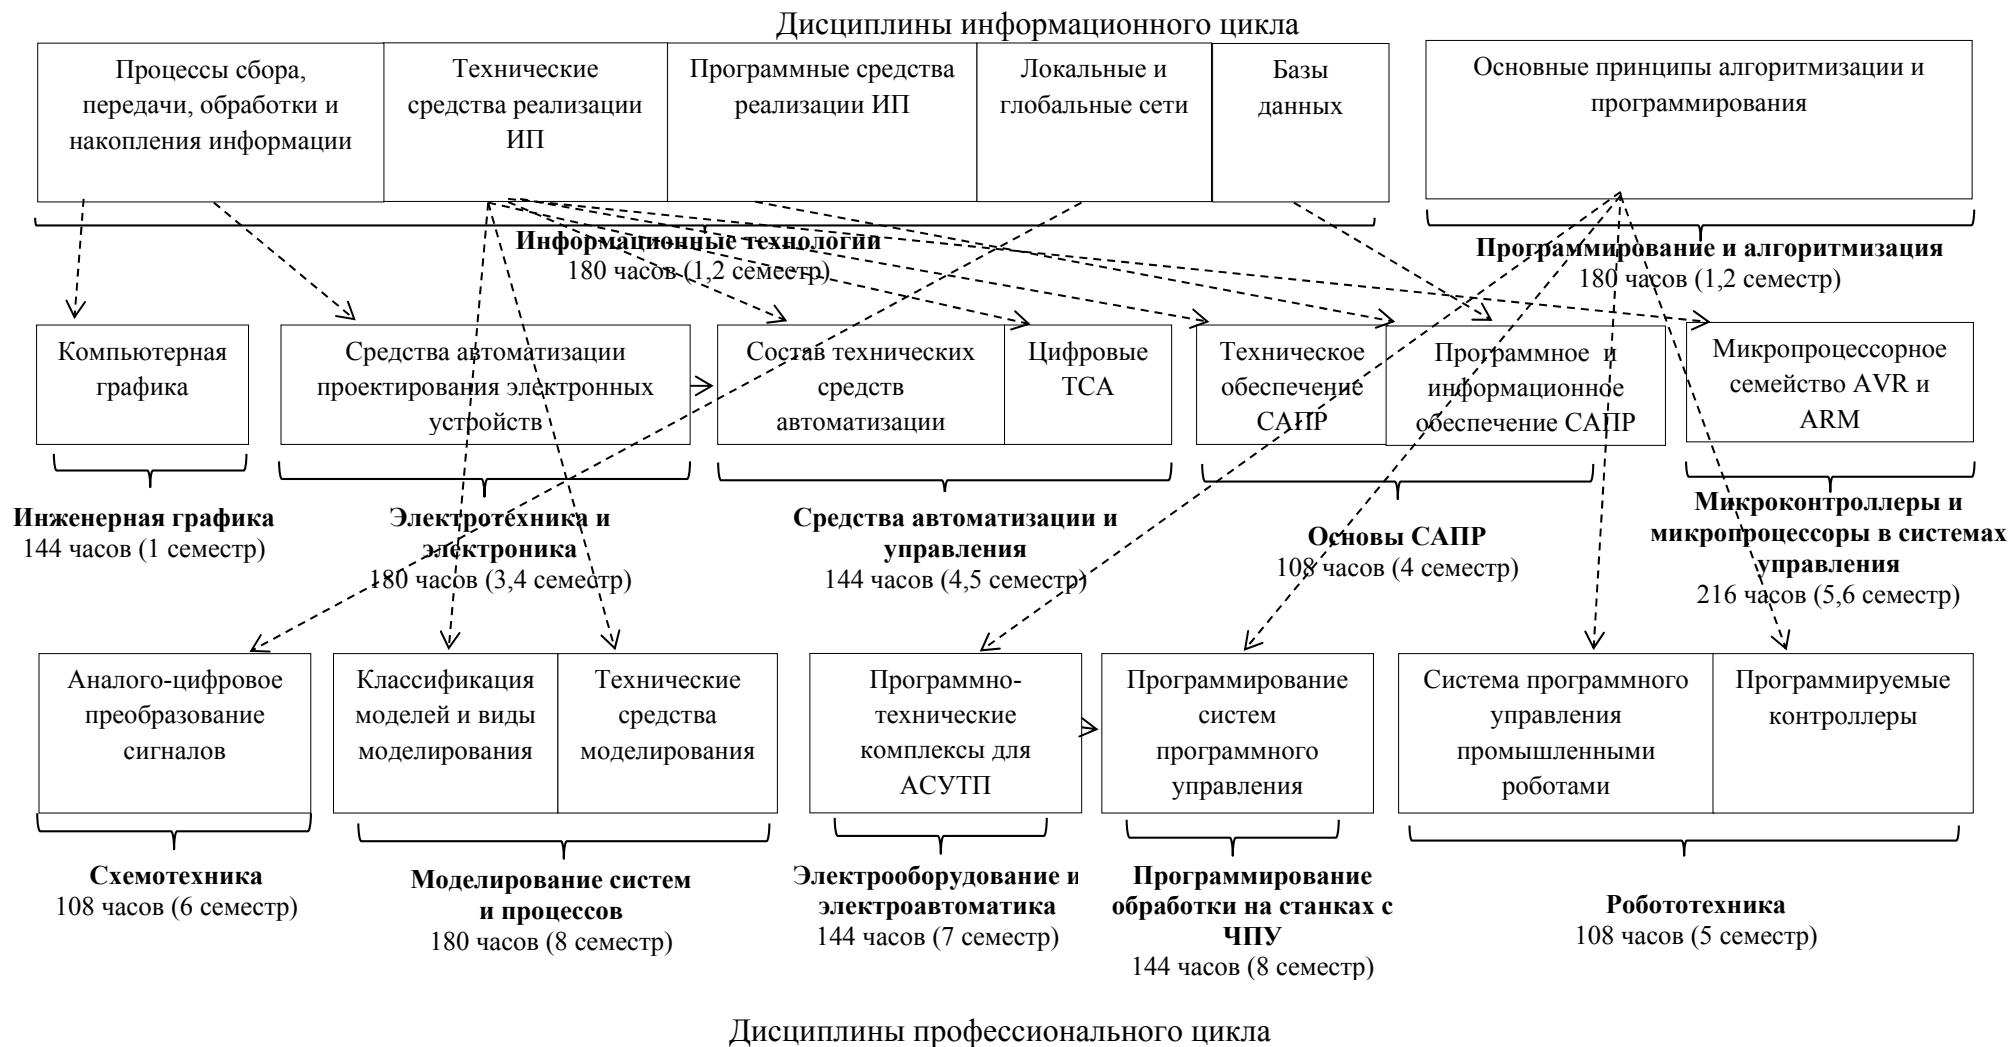 Дисциплины информационного цикла
Процессы сбора,
передачи, обработки и
накопления информации
Технические
средства реализации
ИП
Программные средства
реализации ИП
Локальные и
глобальные сети
Базы
данных
Основные принципы алгоритмизации и
программирования
Информационные технологии
180 часов (1,2 семестр)
Программирование и алгоритмизация
180 часов (1,2 семестр)
Компьютерная
графика
Средства автоматизации
проектирования электронных
устройств
Состав технических
средств
автоматизации
Цифровые
ТСА
Техническое
обеспечение
САПР
Программное и
информационное
обеспечение САПР
Микропроцессорное
семейство AVR и
ARM
Инженерная графика
144 часов (1 семестр)
Электротехника и
электроника
180 часов (3,4 семестр)
Средства автоматизации и
управления
144 часов (4,5 семестр)
Основы САПР
108 часов (4 семестр)
Микроконтроллеры и
микропроцессоры в системах
управления
216 часов (5,6 семестр)
Аналого-цифровое
преобразование
сигналов
Классификация
моделей и виды
моделирования
Технические
средства
моделирования
Программно-
технические
комплексы для
АСУТП
Программирование
систем
программного
управления
Система программного
управления
промышленными
роботами
Программируемые
контроллеры
Схемотехника
108 часов (6 семестр)
Моделирование систем
и процессов
180 часов (8 семестр)
Электрооборудование и
электроавтоматика
144 часов (7 семестр)
Программирование
обработки на станках с
ЧПУ
144 часов (8 семестр)
Робототехника
108 часов (5 семестр)
Дисциплины профессионального цикла